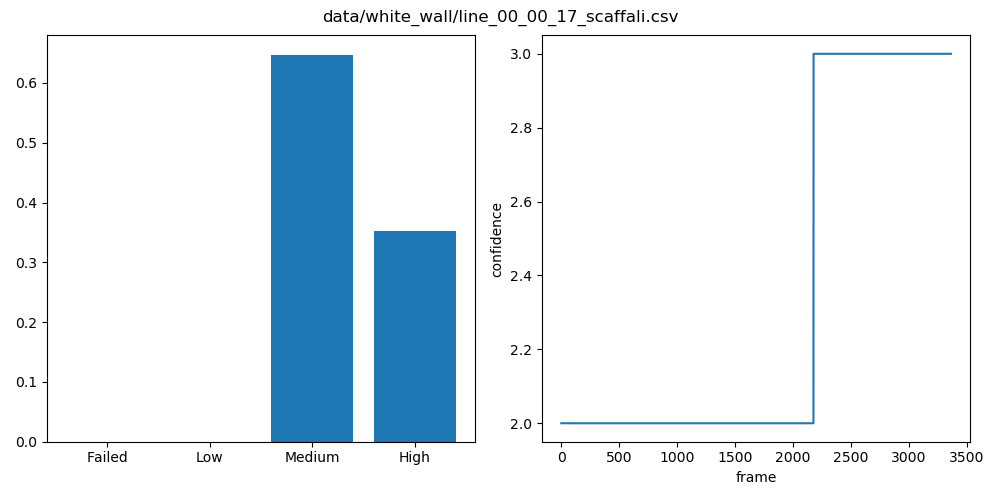 data/white_wall/line_00_00_17_scaffali.csv
0.6
0.5
0.4
0.3
0.2
0.1
0.0
Failed Low Medium High
3.0
2.8
2.6
2.4
2.2
2.0
confidence
0 500 1000 1500 2000 2500 3000 3500
frame